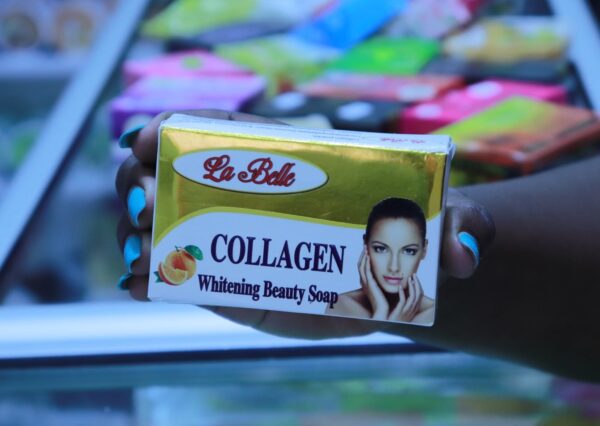 La Belle
COLLAGEN
Whitening Beauty Soap